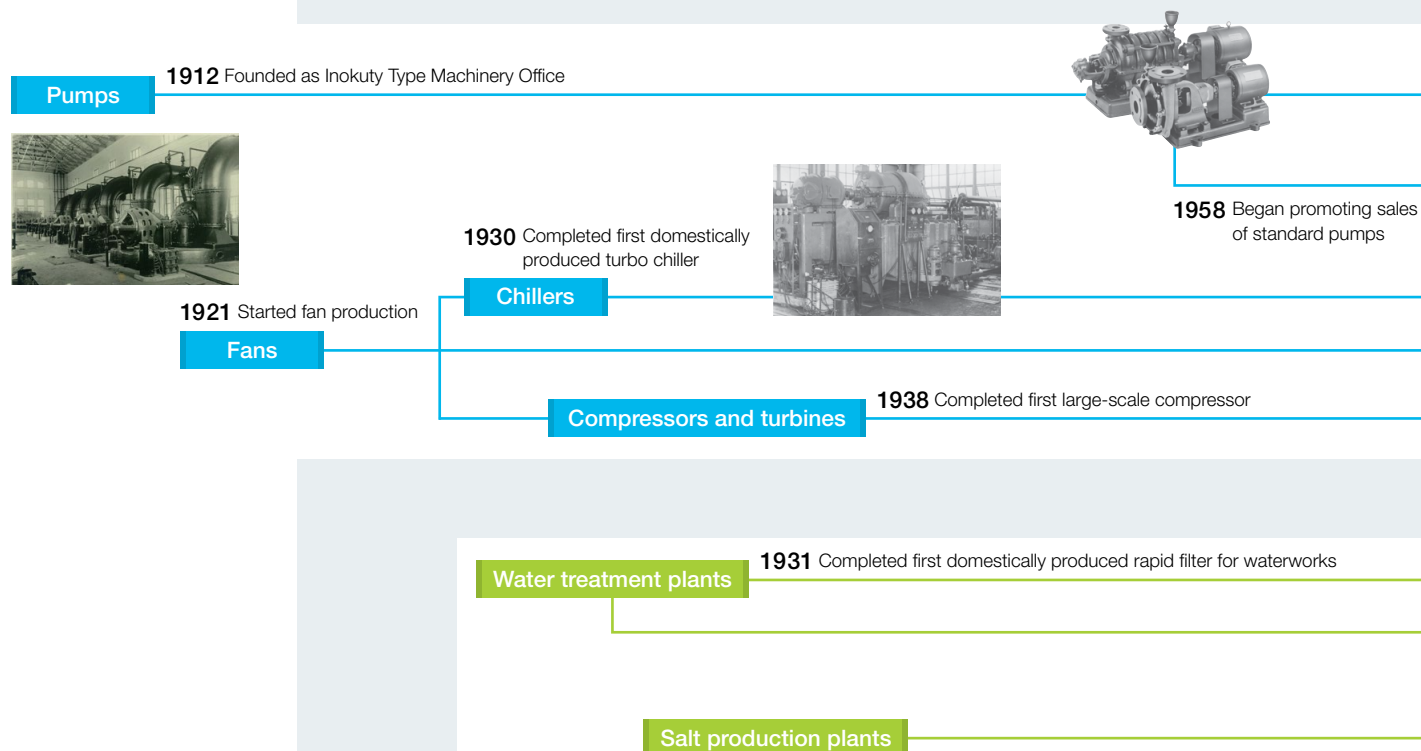 1912 Founded as Inokuty Type Machinery Office
Pumps
1958 Began promoting sales
of standard pumps
1930 Completed first domestically
produced turbo chiller
Chillers
1921 Started fan production
Fans
1938 Completed first large-scale compressor
Compressors and turbines
1931 Completed first domestically produced rapid filter for waterworks
Water treatment plants
Salt production plants